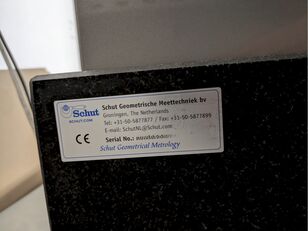 Schut
SCHUT.COM
Schut Geometrische Meettechniek bv
Groningen, The Netherlands
Tel: +31-50-5877877 / Fax: +31-50-5877899
E-mail: SchutNL@Schut.com
Serial No.:
Schut Geometrical Metrology
CE